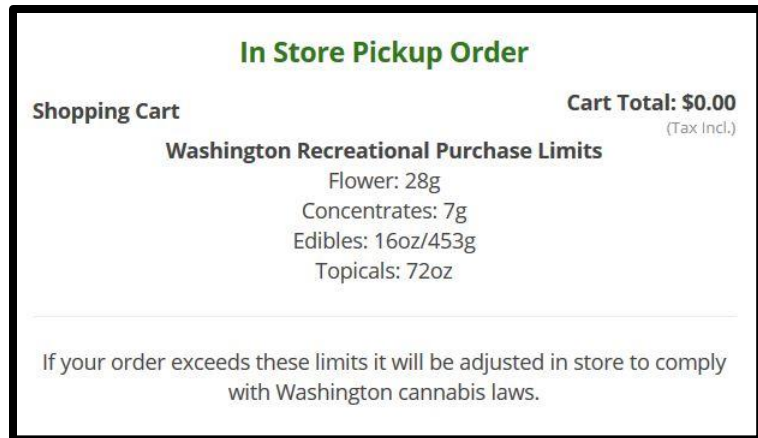 In Store Pickup Order
Shopping Cart
Cart Total: $0.00
(Tax Incl.)
Washington Recreational Purchase Limits
Flower: 28g
Concentrates: 7g
Edibles: 16oz/453g
Topicals: 72oz
If your order exceeds these limits it will be adjusted in store to comply
with Washington cannabis laws.